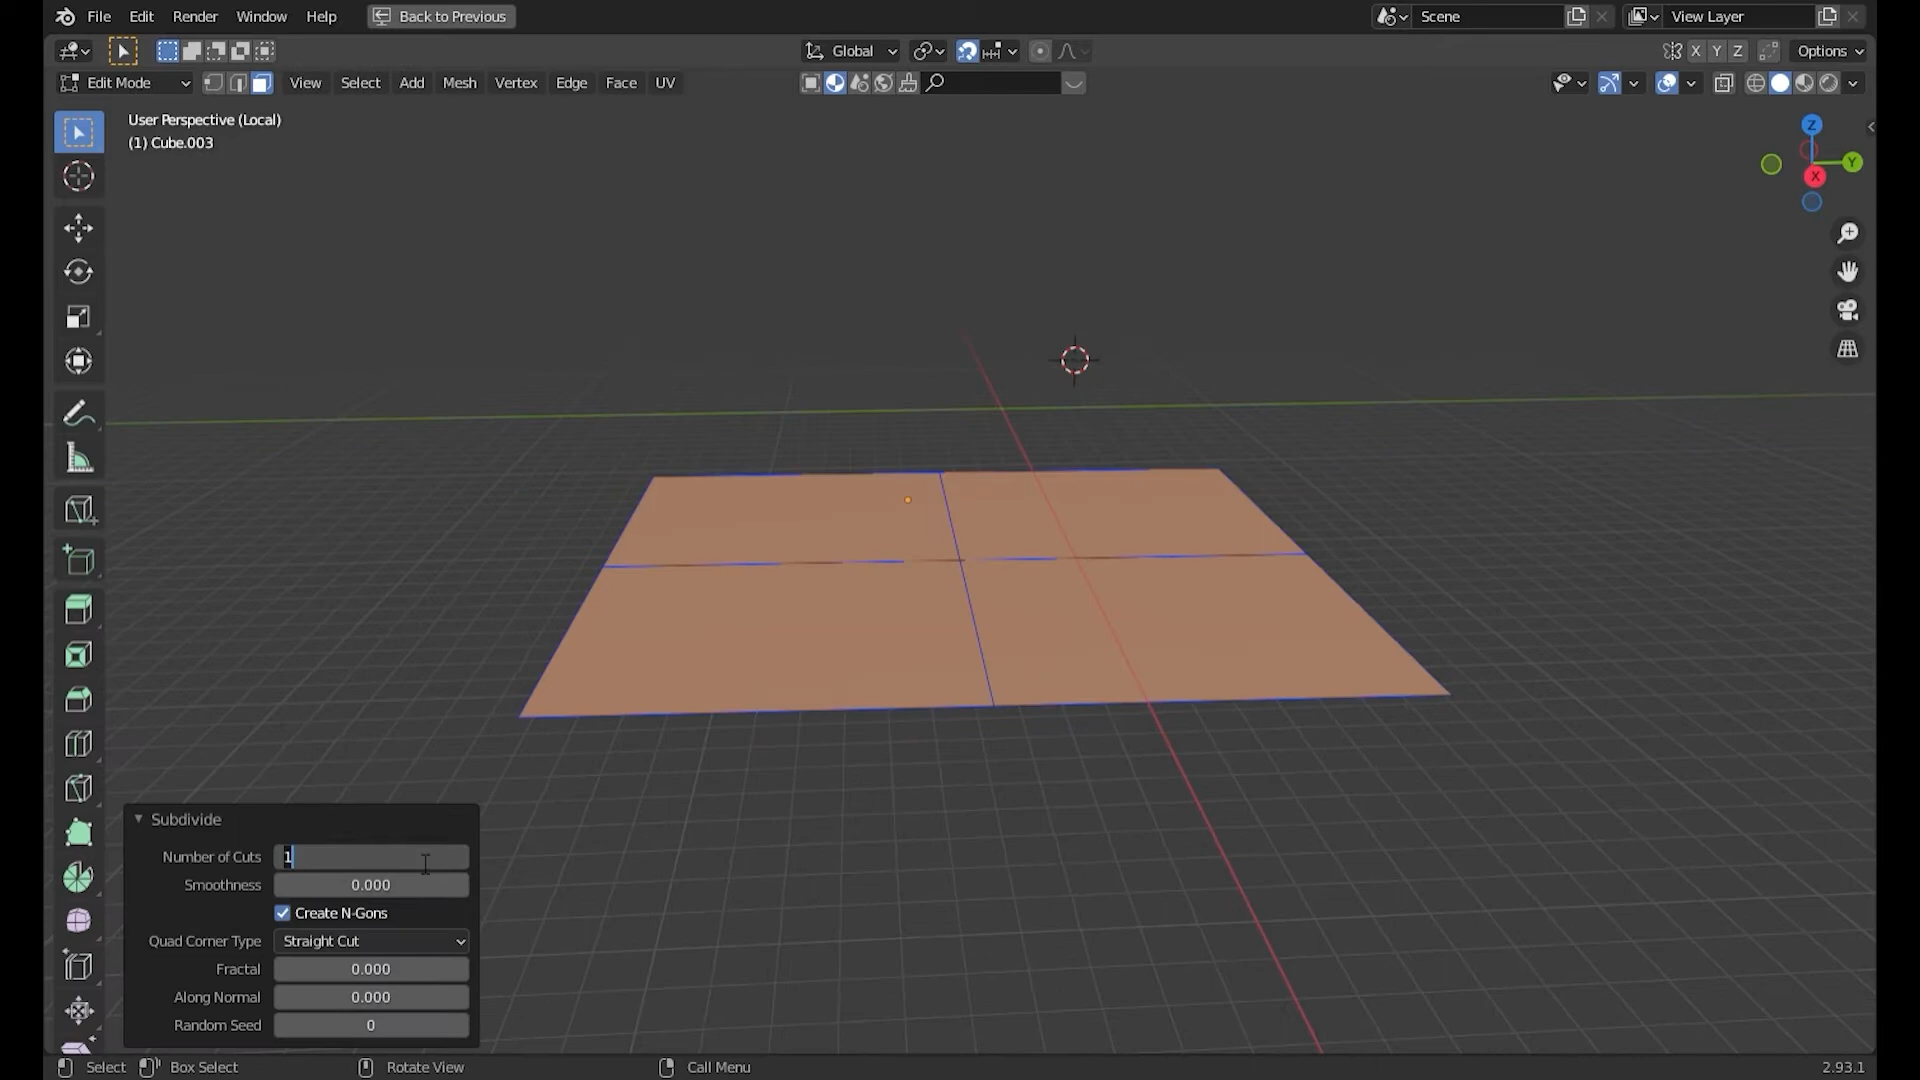 File Edit Render Window Help Back to Previous Scene View Layer
Global X Y Z Options
Edit Mode View Select Add Mesh Vertex Edge Face UV
User Perspective (Local)
(1) Cube.003
Z
Y
X
Subdivide
Number of Cuts 1
Smoothness 0.000
Create N-Gons
Quad Corner Type Straight Cut
Fractal 0.000
Along Normal 0.000
Random Seed 0
Select Box Select Rotate View Call Menu 2.93.1